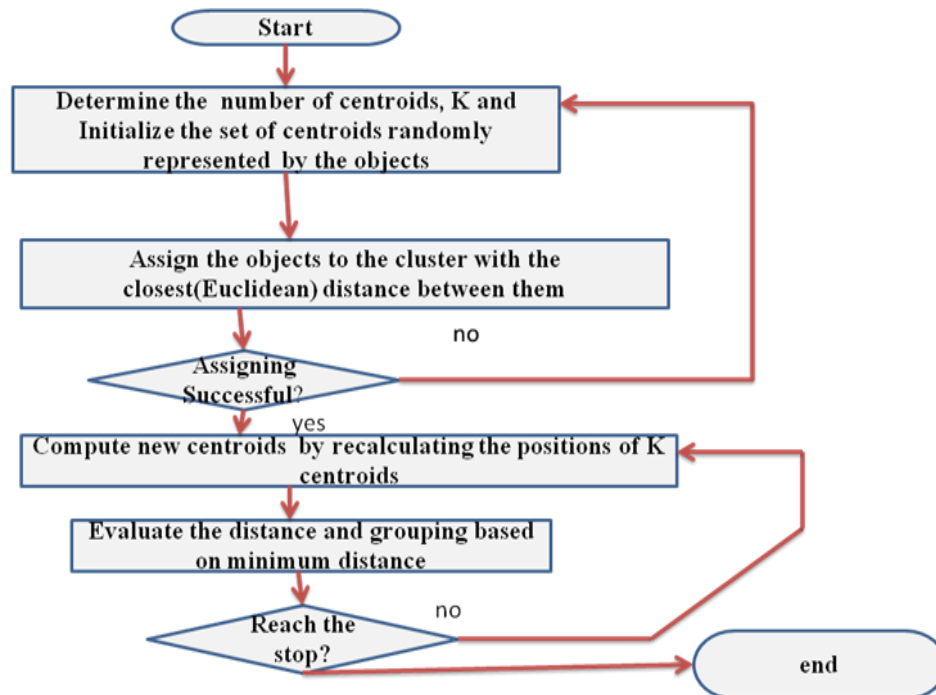 Start
Determine the number of centroids, K and
Initialize the set of centroids randomly
represented by the objects
Assign the objects to the cluster with the
closest(Euclidean) distance between them
no
Assigning
Successful?
yes
Compute new centroids by recalculating the positions of K
centroids
Evaluate the distance and grouping based
on minimum distance
no
Reach the
stop?
end